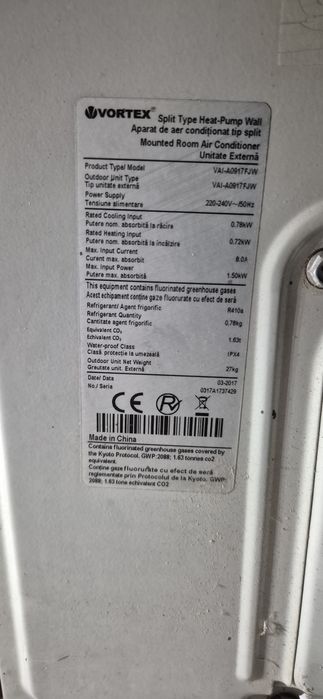 VORTEX®
Split Type Heat-Pump Wall
Aparat de aer condiționat tip split
Mounted Room Air Conditioner
Unitate Externă
Product Type/ Model VAI-A0917FJW
Outdoor Unit Type
Tip unitate externă VAI-A0917FJW
Power Supply
Tensiune alimentare 220-240V~/50Hz
Rated Cooling Input
Putere nom. absorbită la răcire 0.78kW
Rated Heating Input
Putere nom. absorbită la încălzire 0.72kW
Max. Input Current
Curent max. absorbit 8.0A
Max. Input Power
Putere max. absorbită 1.50kW
This equipment contains fluorinated greenhouse gases
Acest echipament conține gaze fluorurate cu efect de seră
Refrigerant/ Agent frigorific R410a
Refrigerant Quantity
Cantitate agent frigorific 0.78kg
Equivalent CO₂
Echivalent CO₂ 1.63t
Water-proof Class
Clasă protecție la umezeală IPX4
Outdoor Unit Net Weight
Greutate unit. Externă 27kg
Date/ Data 03-2017
No./ Seria 0317A1737429
CE
Made in China
Contains fluorinated greenhouse gases covered by
the Kyoto Protocol, GWP:2088; 1.63 tonnes co2
equivalent.
Conține gaze fluorurate cu efect de seră
reglementate prin Protocolul de la Kyoto, GWP:
2088; 1.63 tone echivalent CO2